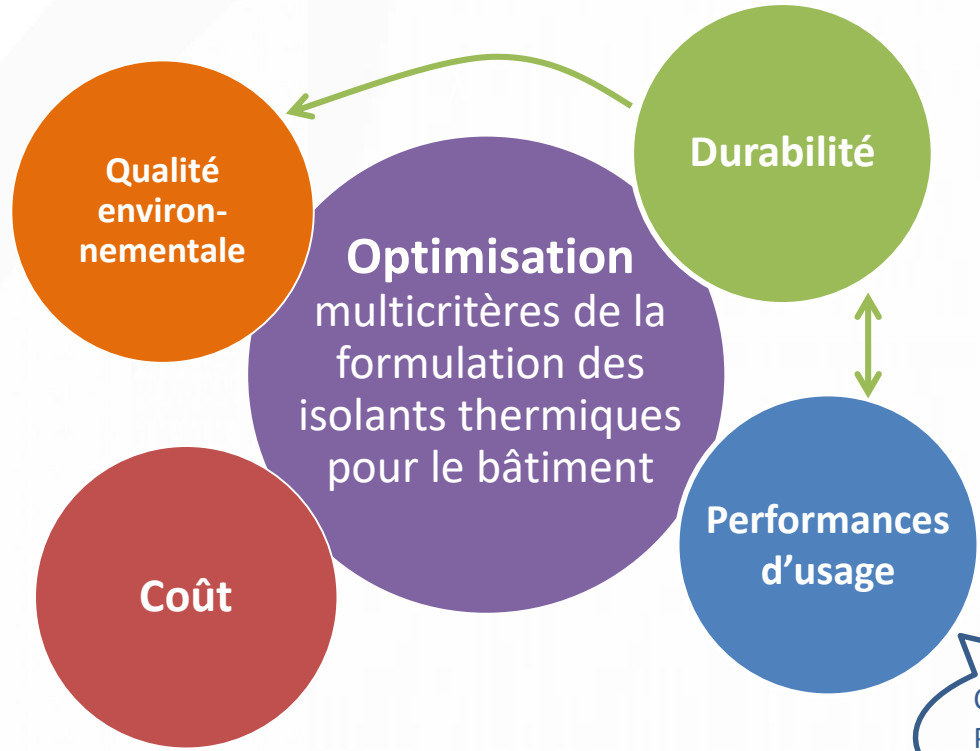 Qualité
environ-
nementale
Durabilité
Optimisation
multicritères de la
formulation des
isolants thermiques
pour le bâtiment
Performances
d'usage
Coût